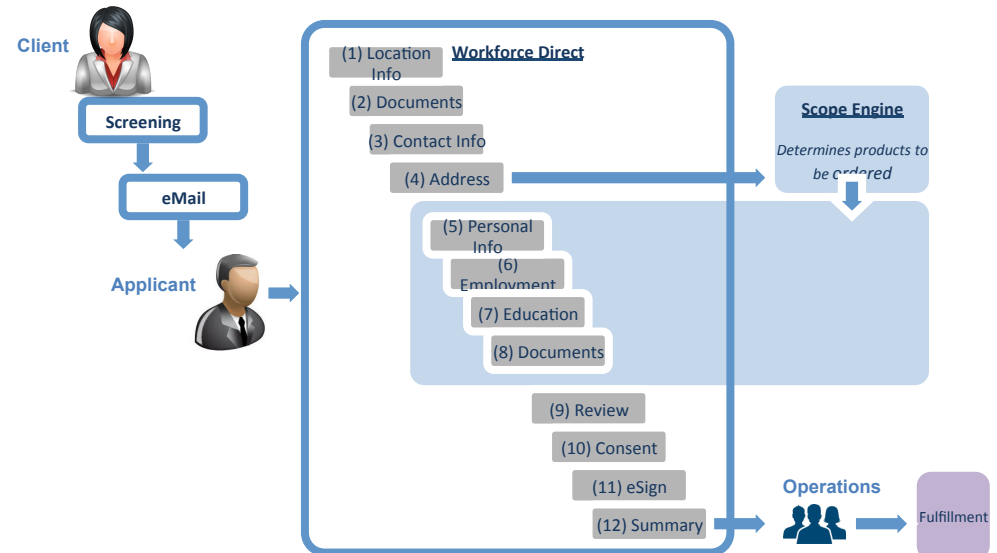 Client
Screening
eMail
Applicant
Workforce Direct
(1) Location
Info
(2) Documents
(3) Contact Info
(4) Address
Scope Engine
Determines products to
be ordered
(5) Personal
Info
(6)
Employment
(7) Education
(8) Documents
(9) Review
(10) Consent
(11) eSign
(12) Summary
Operations
Fulfillment